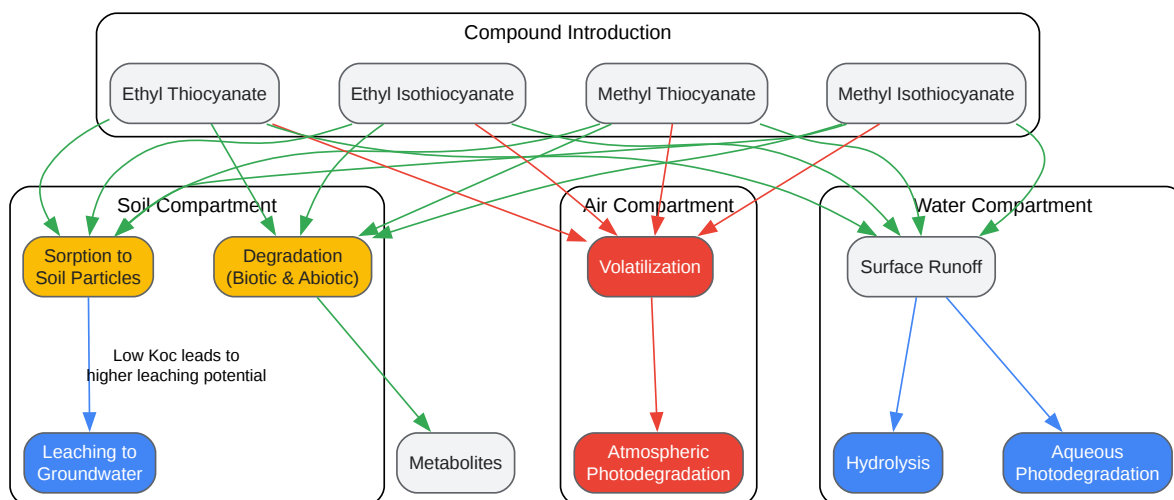 Compound Introduction
Ethyl Thiocyanate
Ethyl Isothiocyanate
Methyl Thiocyanate
Methyl Isothiocyanate
Soil Compartment
Air Compartment
Water Compartment
Sorption to
Soil Particles
Degradation
(Biotic & Abiotic)
Volatilization
Surface Runoff
Low Koc leads to
higher leaching potential
Leaching to
Groundwater
Metabolites
Atmospheric
Photodegradation
Hydrolysis
Aqueous
Photodegradation